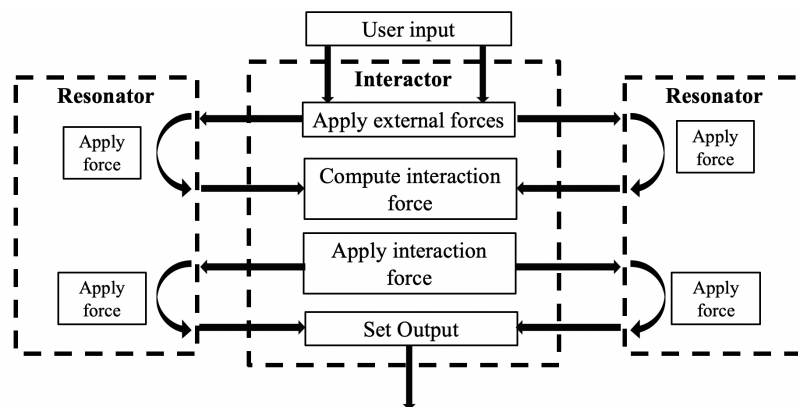 User input
Interactor
Resonator
Resonator
Apply external forces
Apply
force
Apply
force
Compute interaction
force
Apply interaction
force
Apply
force
Apply
force
Set Output